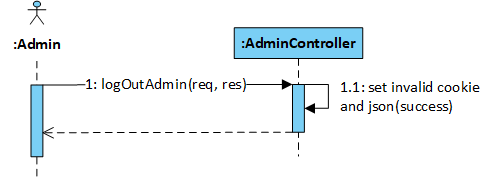 :Admin
:AdminController
1: logOutAdmin(req, res)
1.1: set invalid cookie
and json(success)